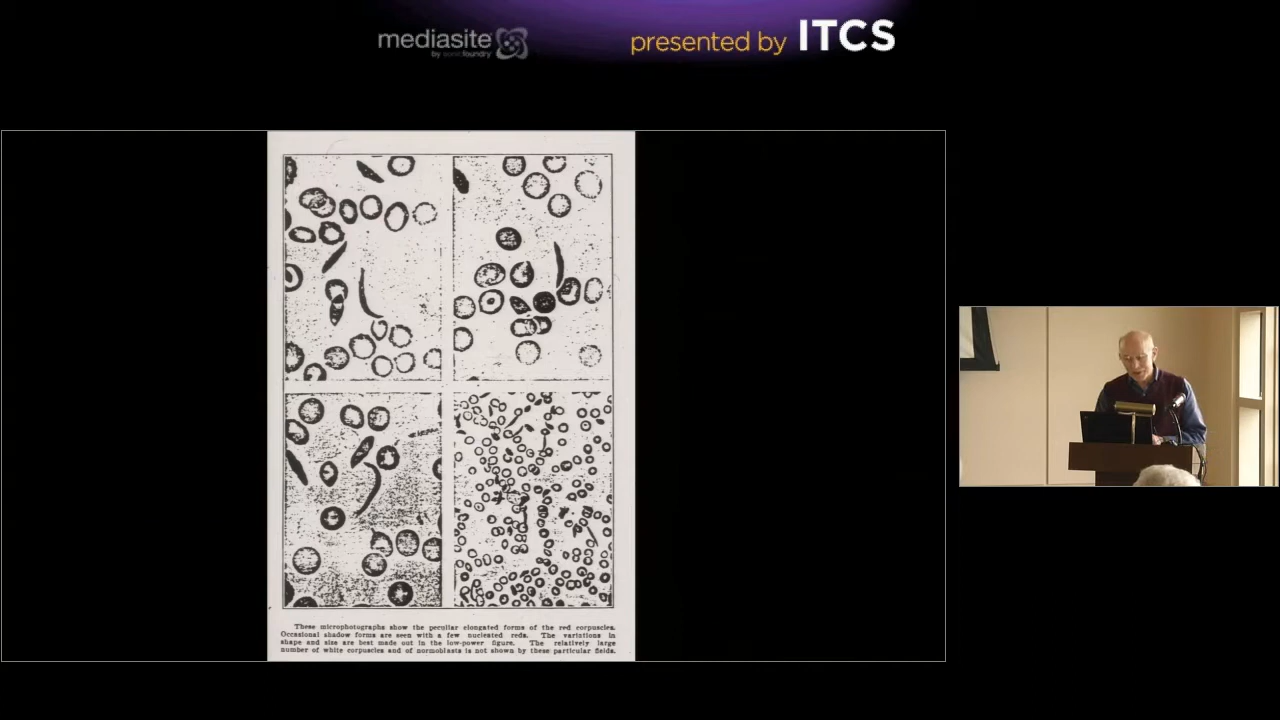 mediasite
by sonicfoundry
presented by ITCS
These microphotographs show the peculiar elongated forms of the red corpuscles.
Occasional shadow forms are seen with a few nucleated reds. The variations in
shape and size are best made out in the low-power figure. The relatively large
number of white corpuscles and of normoblasts is not shown by these particular fields.